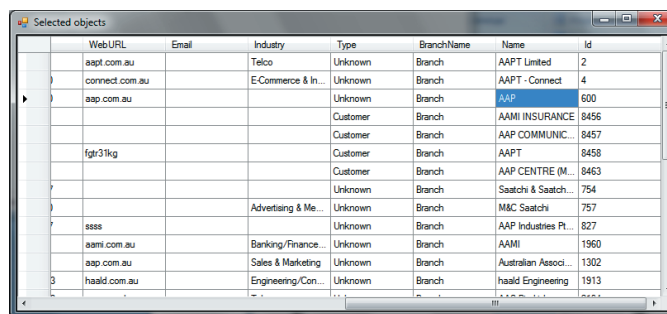 Selected objects
WebURL Email Industry Type BranchName Name Id
aapt.com.au Telco Unknown Branch AAPT Limited 2
connect.com.au E-Commerce & In... Unknown Branch AAPT - Connect 4
aap.com.au Unknown Branch AAP 600
Customer Branch AAMI INSURANCE 8456
Customer Branch AAP COMMUNIC... 8457
fgtr31kg Customer Branch AAPT 8458
Customer Branch AAP CENTRE (M... 8463
7 Unknown Branch Saatchi & Saatch... 754
Advertising & Me... Unknown Branch M&C Saatchi 757
7 ssss Unknown Branch AAP Industries Pt... 827
aami.com.au Banking/Finance... Unknown Branch AAMI 1960
aap.com.au Sales & Marketing Unknown Branch Australian Associ... 1302
3 haald.com.au Engineering/Con... Unknown Branch haald Engineering 1913